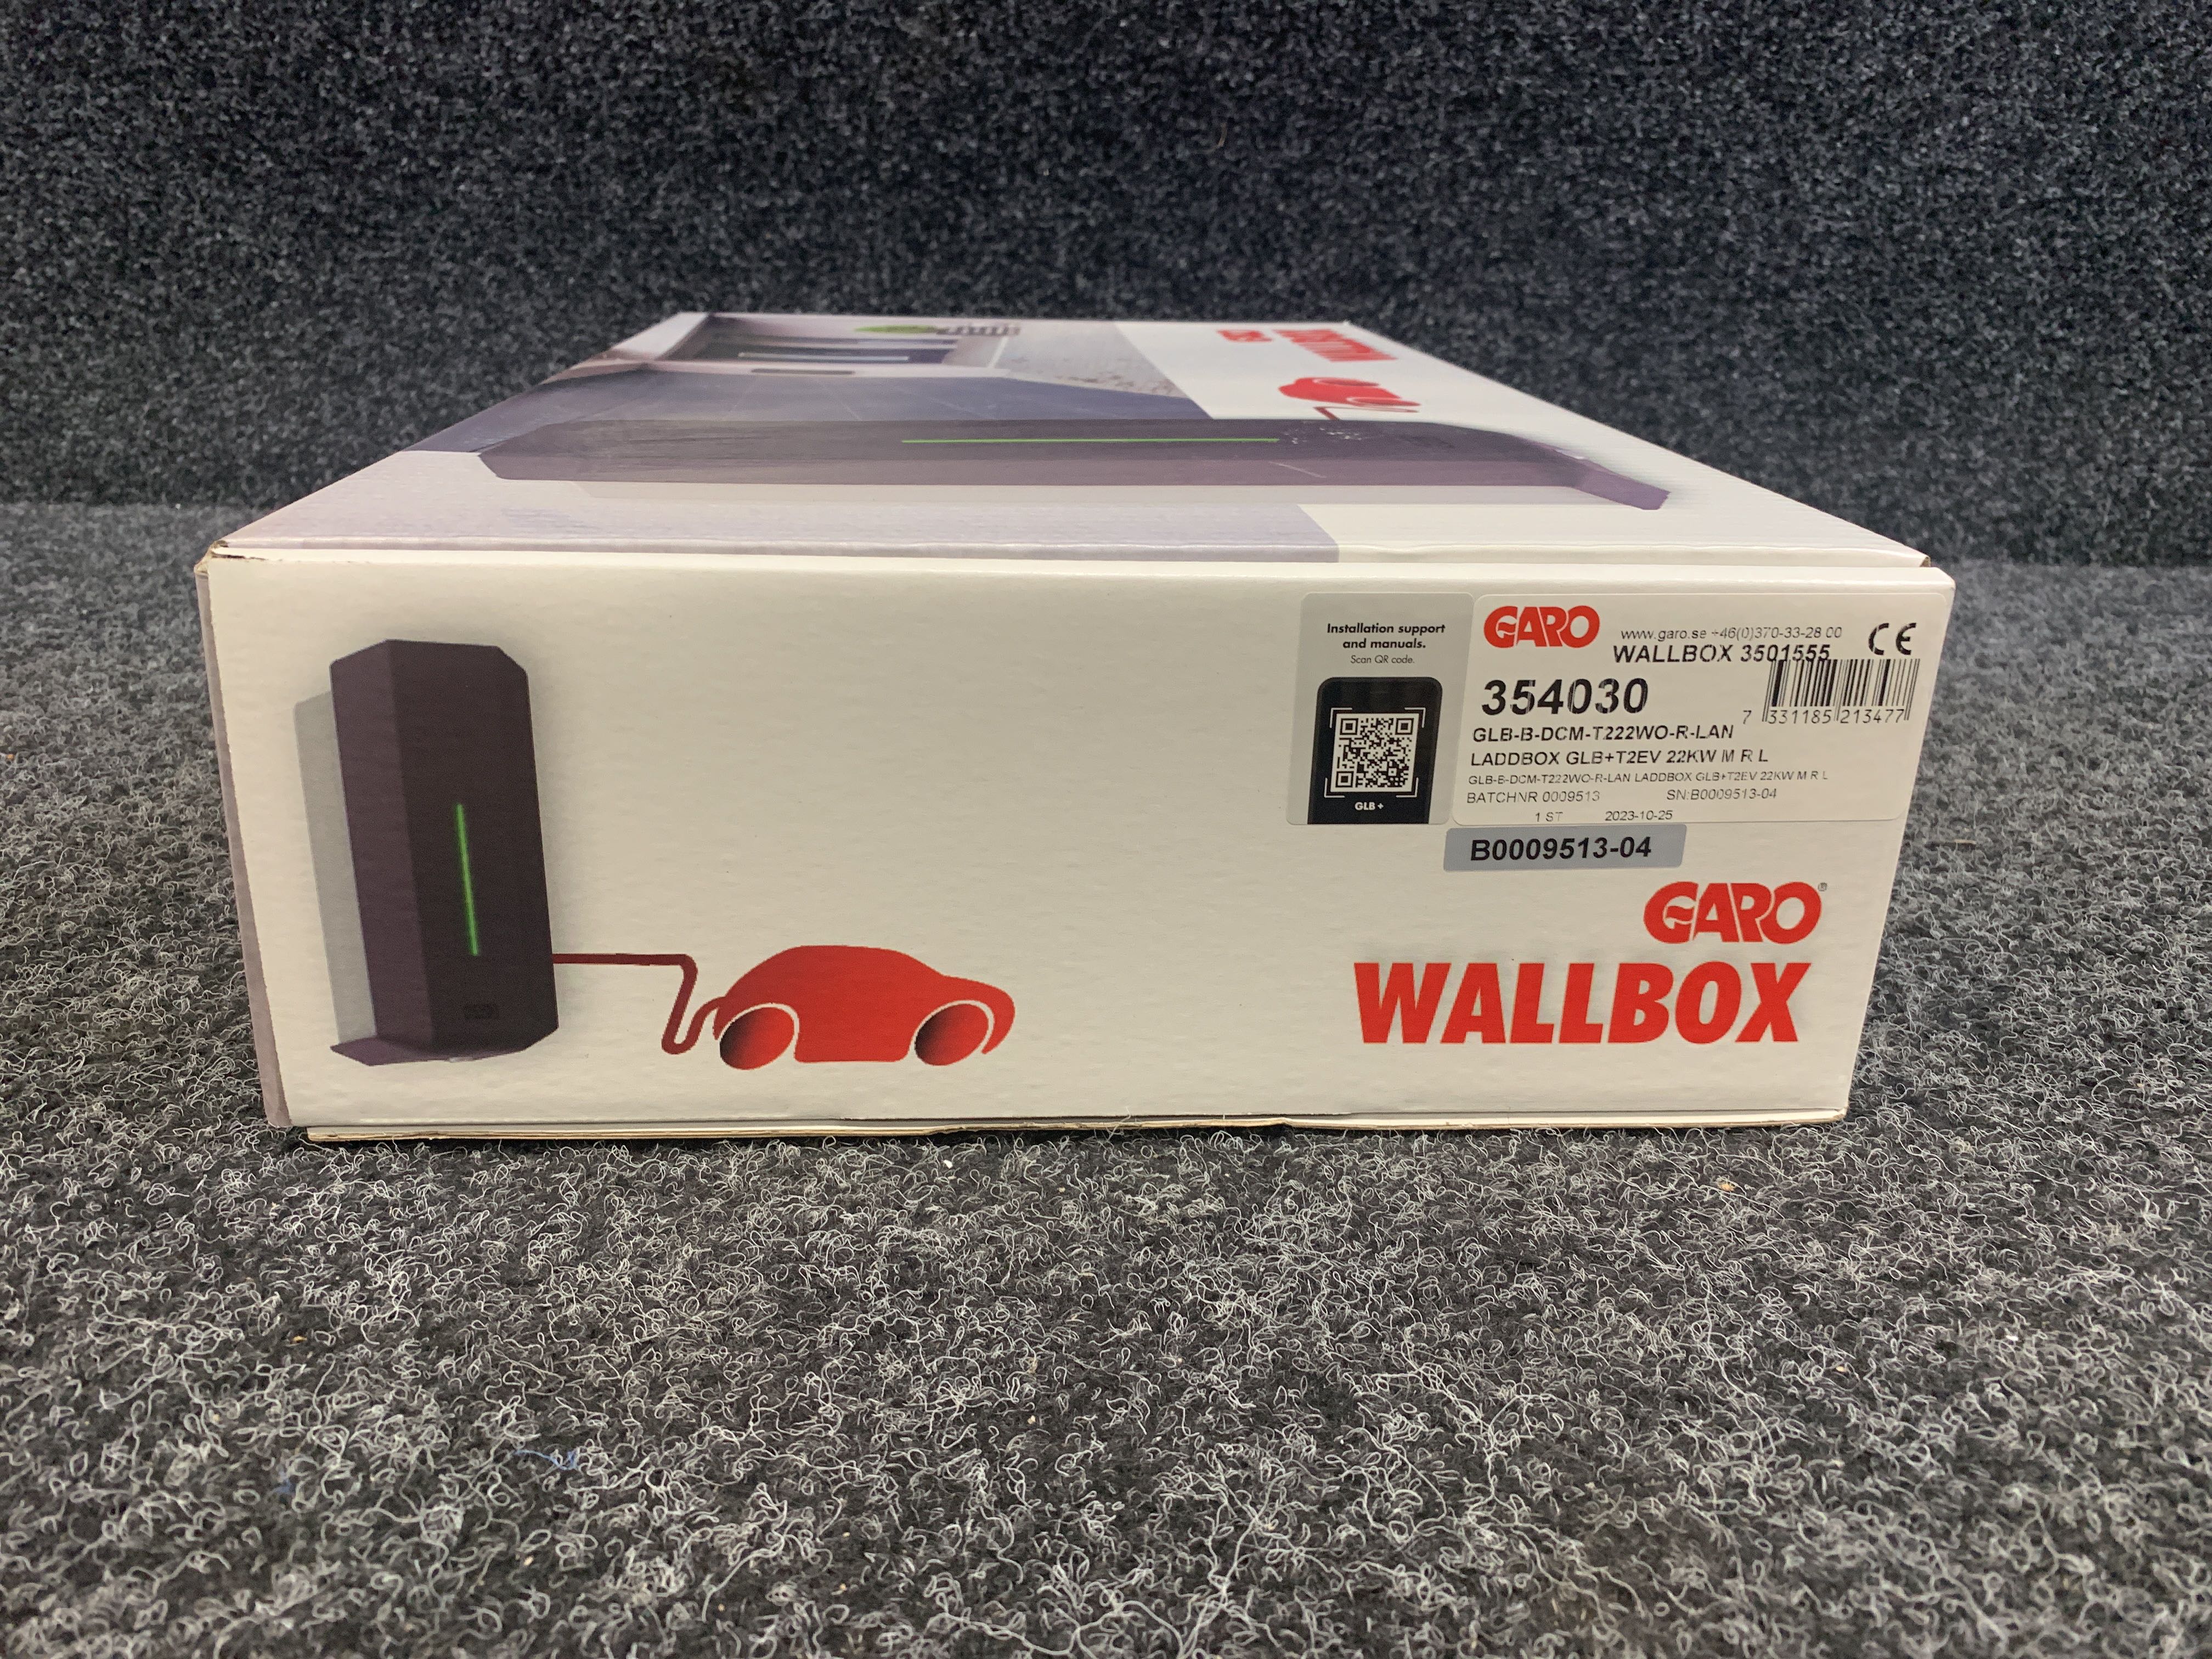 Installation support
and manuals.
Scan QR code.
GLB +
GARO www.garo.se +46(0)370-33-28 00 CE
WALLBOX 3501555
354030
7 331185 213477
GLB-B-DCM-T222WO-R-LAN
LADDBOX GLB+T2EV 22KW M R L
GLB-B-DCM-T222WO-R-LAN LADDBOX GLB+T2EV 22KW M R L
BATCHNR 0009513 SN:B0009513-04
1 ST 2023-10-25
B0009513-04
GARO®
WALLBOX